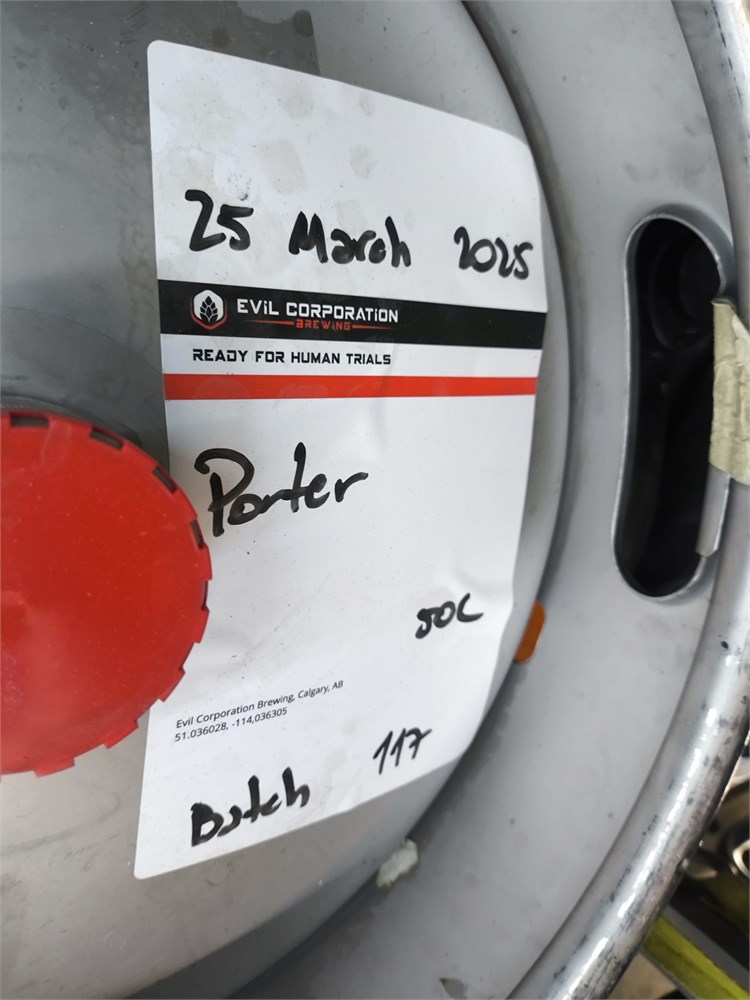 25 March 2025
EViL CORPORATiON
BREWING
READY FOR HUMAN TRIALS
Porter
50L
Evil Corporation Brewing, Calgary, AB
51.036028, -114,036305
Batch 117